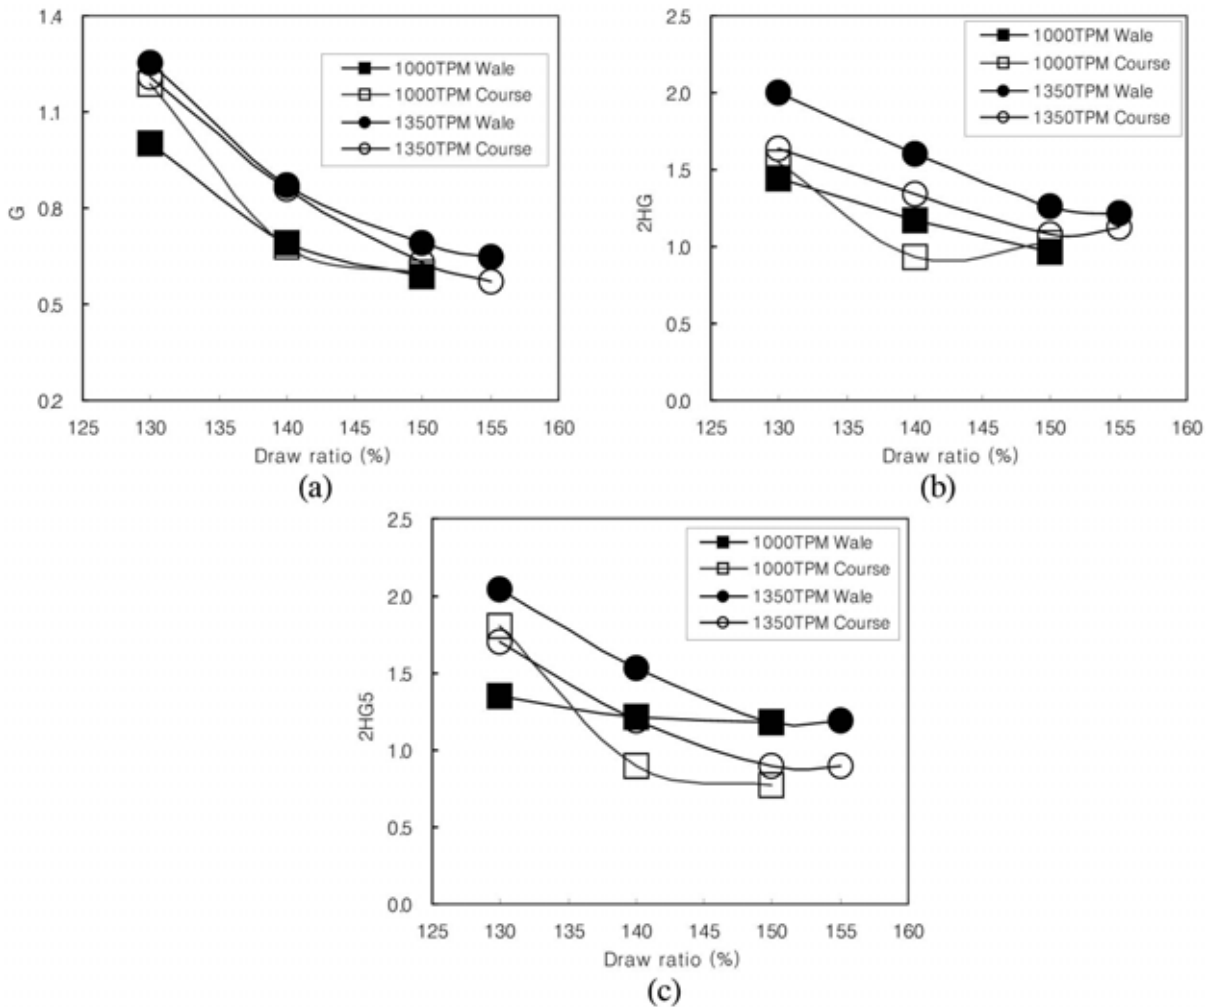 1.4
1.1
0.8
0.5
0.2
G
1000TPM Wale
1000TPM Course
1350TPM Wale
1350TPM Course
125 130 135 140 145 150 155 160
Draw ratio (%)
(a)
2.5
2.0
1.5
1.0
0.5
0.0
2HG
1000TPM Wale
1000TPM Course
1350TPM Wale
1350TPM Course
125 130 135 140 145 150 155 160
Draw ratio (%)
(b)
2.5
2.0
1.5
1.0
0.5
0.0
2HG5
1000TPM Wale
1000TPM Course
1350TPM Wale
1350TPM Course
125 130 135 140 145 150 155 160
Draw ratio (%)
(c)